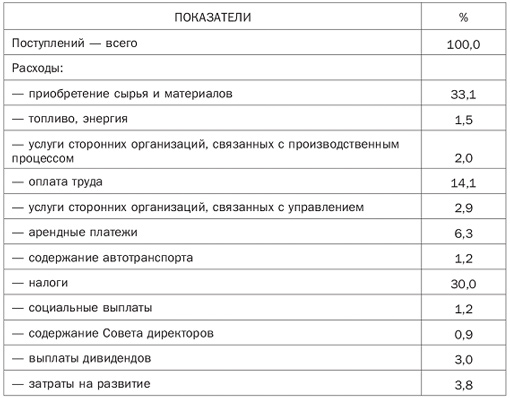 ПОКАЗАТЕЛИ %
Поступлений — всего 100,0
Расходы:
— приобретение сырья и материалов 33,1
— топливо, энергия 1,5
— услуги сторонних организаций, связанных с производственным
процессом 2,0
— оплата труда 14,1
— услуги сторонних организаций, связанных с управлением 2,9
— арендные платежи 6,3
— содержание автотранспорта 1,2
— налоги 30,0
— социальные выплаты 1,2
— содержание Совета директоров 0,9
— выплаты дивидендов 3,0
— затраты на развитие 3,8